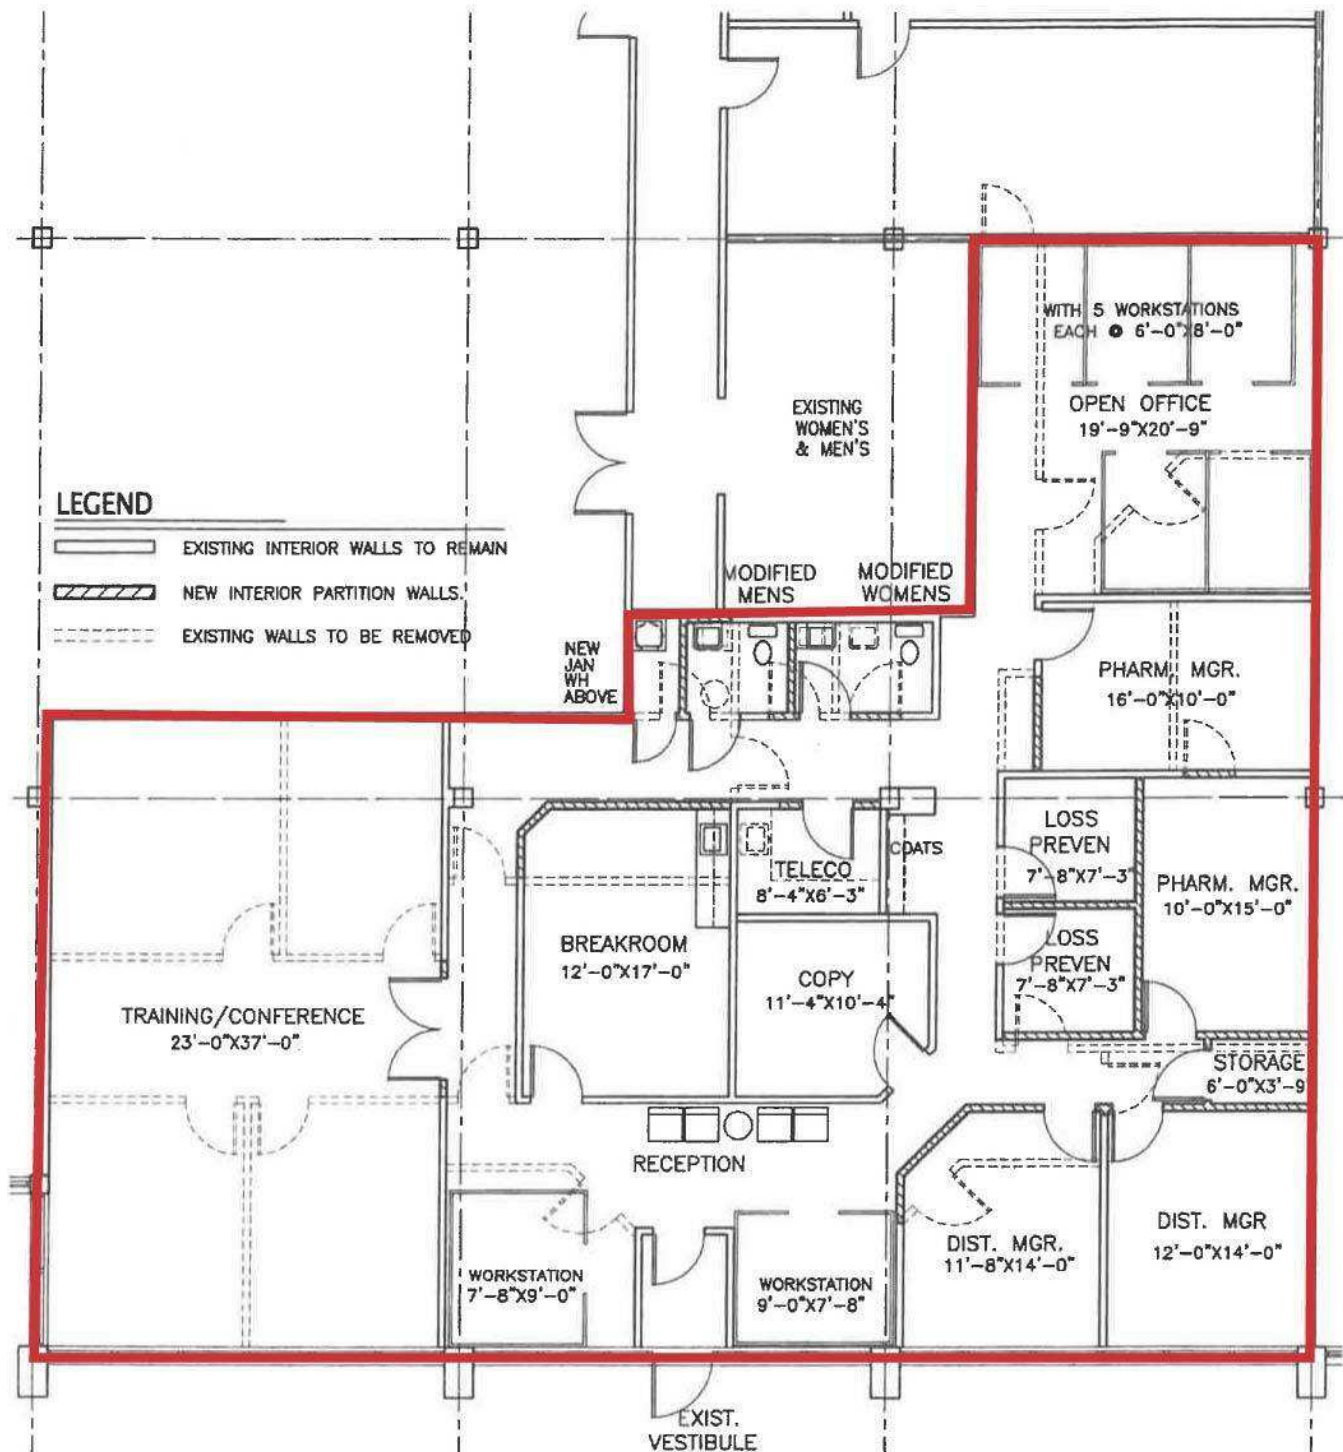 WITH 5 WORKSTATIONS
EACH @ 6'-0"X8'-0"
OPEN OFFICE
19'-9"X20'-9"
EXISTING
WOMEN'S
& MEN'S
LEGEND
EXISTING INTERIOR WALLS TO REMAIN
NEW INTERIOR PARTITION WALLS.
EXISTING WALLS TO BE REMOVED
MODIFIED
MENS
MODIFIED
WOMENS
NEW
JAN
WH
ABOVE
PHARM. MGR.
16'-0"X10'-0"
LOSS
PREVEN
7'-8"X7'-3"
COATS
TELECO
8'-4"X6'-3"
PHARM. MGR.
10'-0"X15'-0"
BREAKROOM
12'-0"X17'-0"
LOSS
PREVEN
7'-8"X7'-3"
COPY
11'-4"X10'-4"
TRAINING/CONFERENCE
23'-0"X37'-0"
STORAGE
6'-0"X3'-9
RECEPTION
DIST. MGR.
11'-8"X14'-0"
DIST. MGR
12'-0"X14'-0"
WORKSTATION
7'-8"X9'-0"
WORKSTATION
9'-0"X7'-8"
EXIST.
VESTIBULE